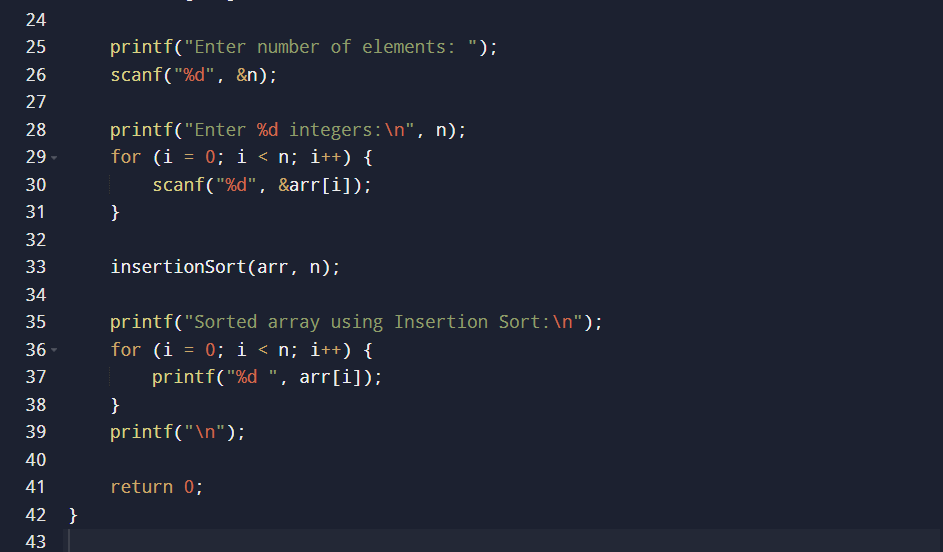 24
25 printf("Enter number of elements: ");
26 scanf("%d", &n);
27
28 printf("Enter %d integers:\n", n);
29 for (i = 0; i < n; i++) {
30 scanf("%d", &arr[i]);
31 }
32
33 insertionSort(arr, n);
34
35 printf("Sorted array using Insertion Sort:\n");
36 for (i = 0; i < n; i++) {
37 printf("%d ", arr[i]);
38 }
39 printf("\n");
40
41 return 0;
42 }
43